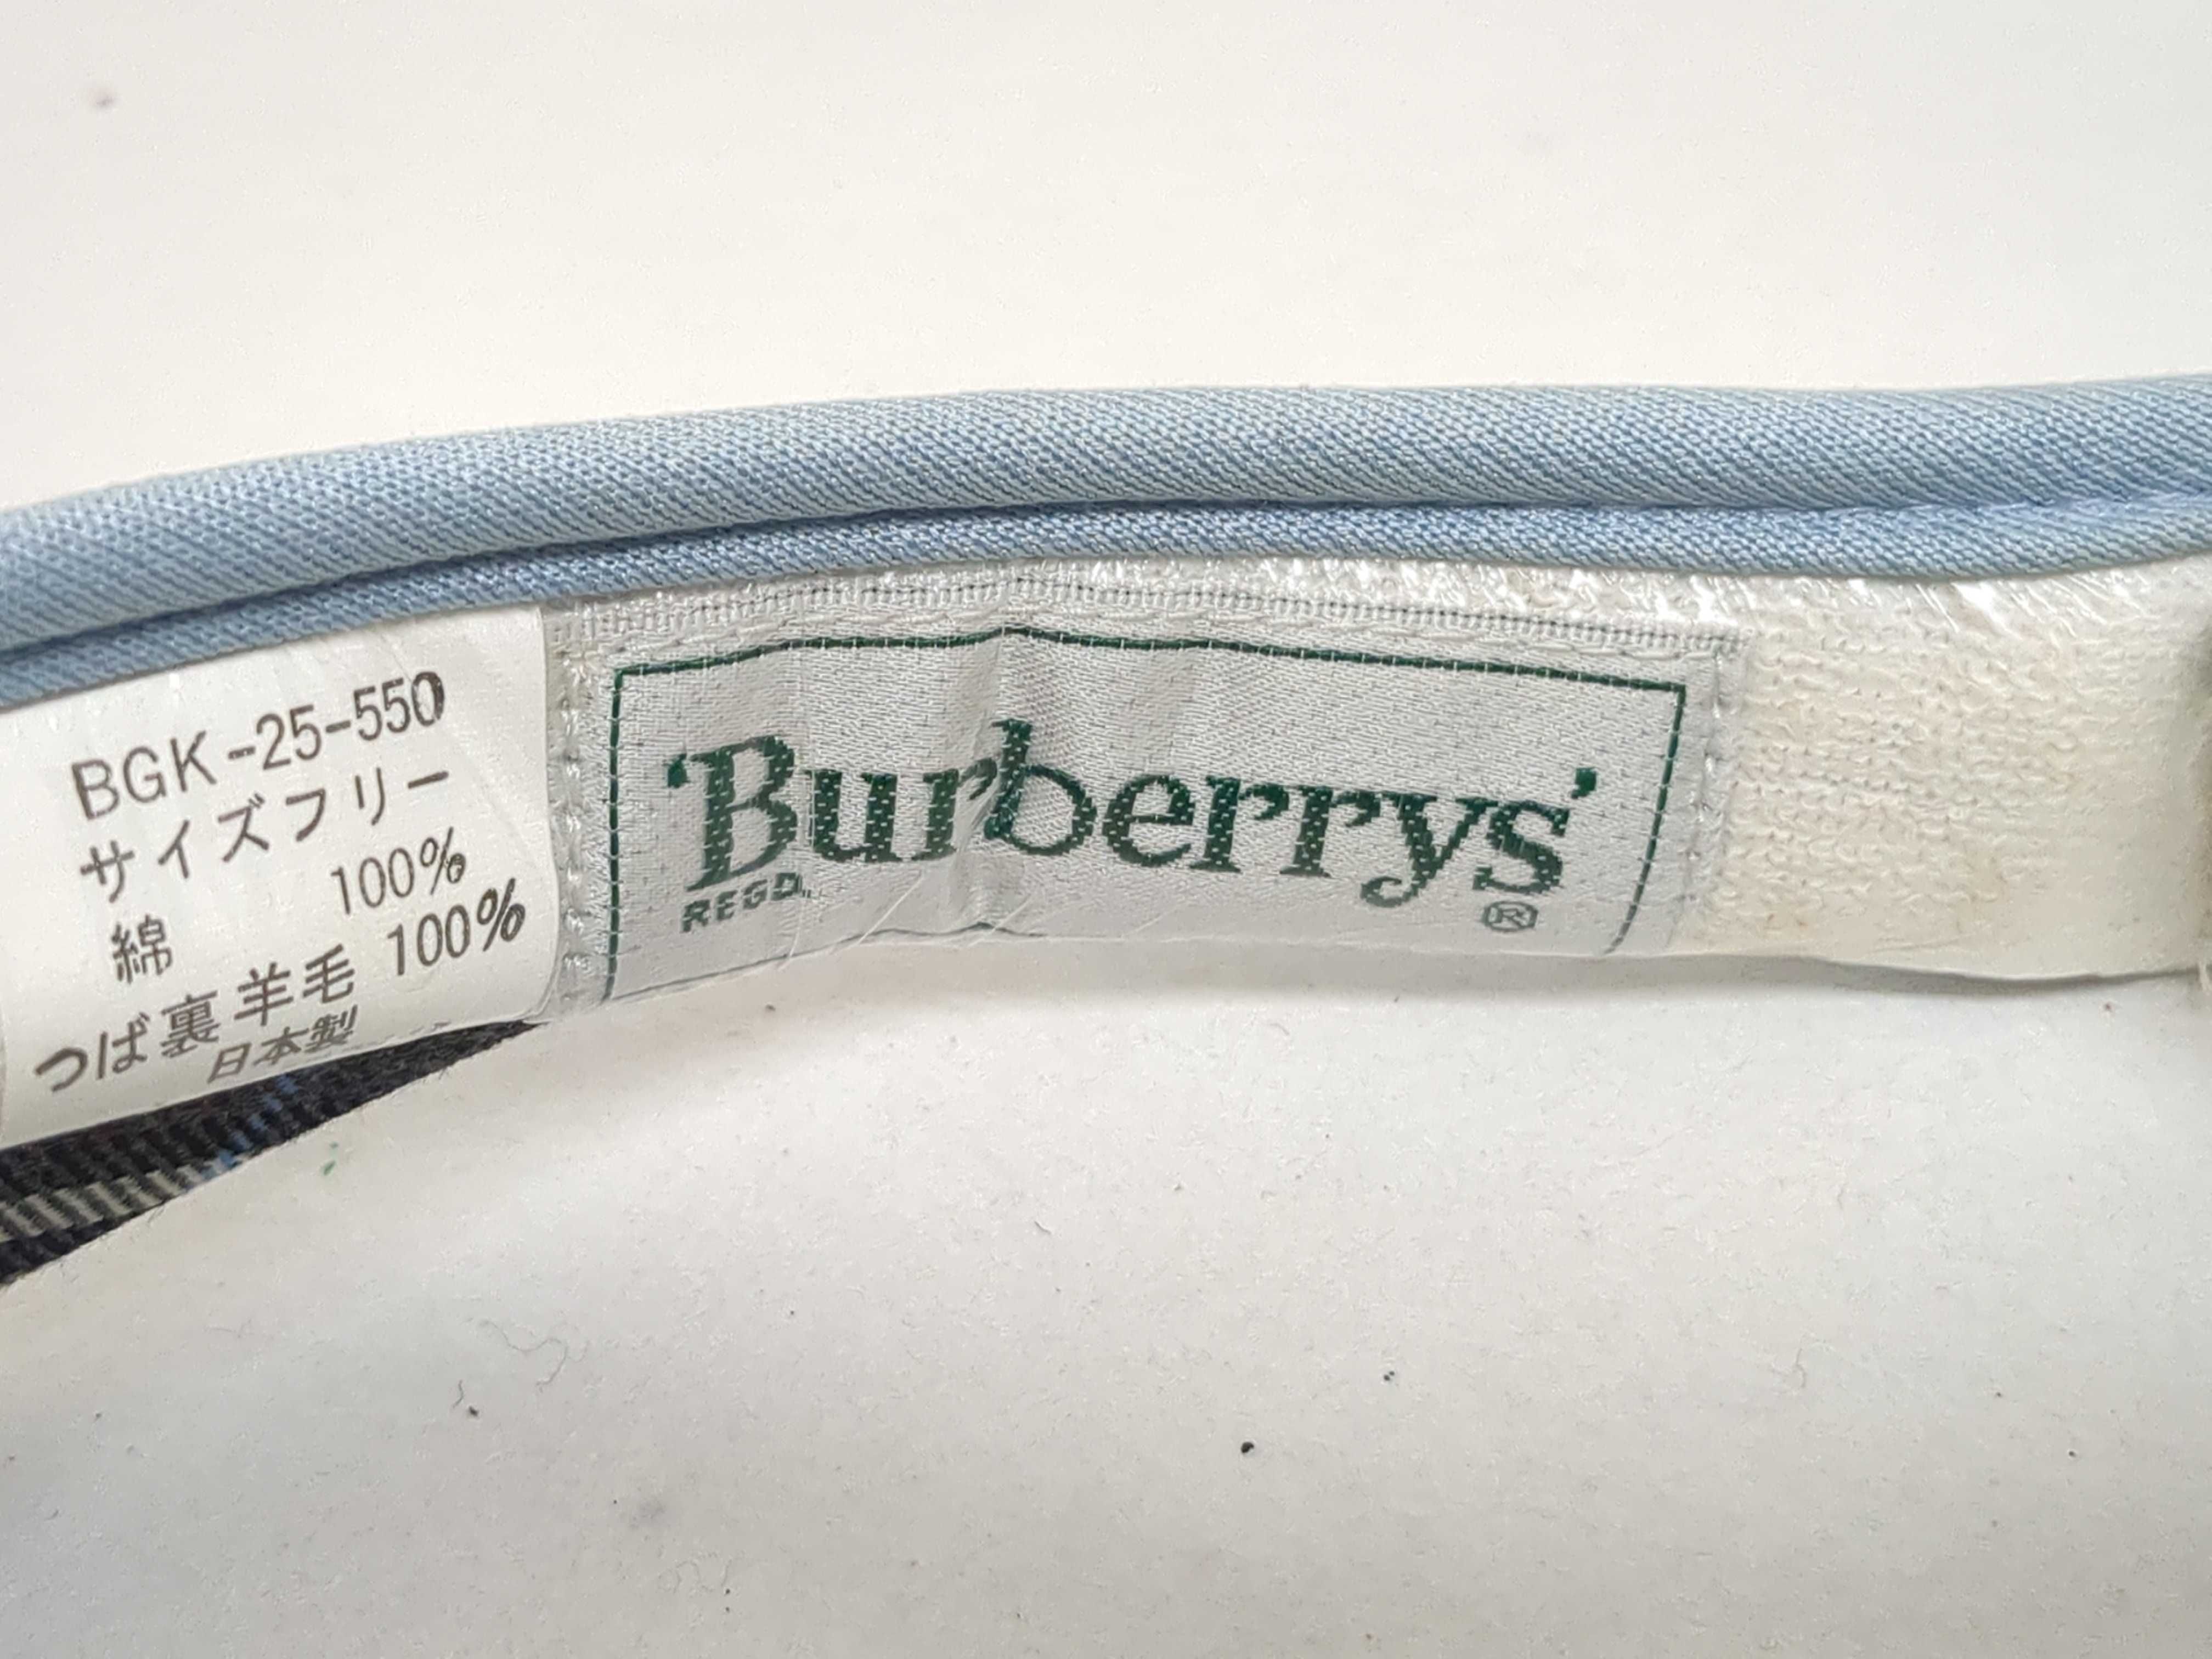 BGK-25-550
サイズフリー
綿 100%
つば裏 羊毛 100%
日本製
'Burberrys'
REGD. ®